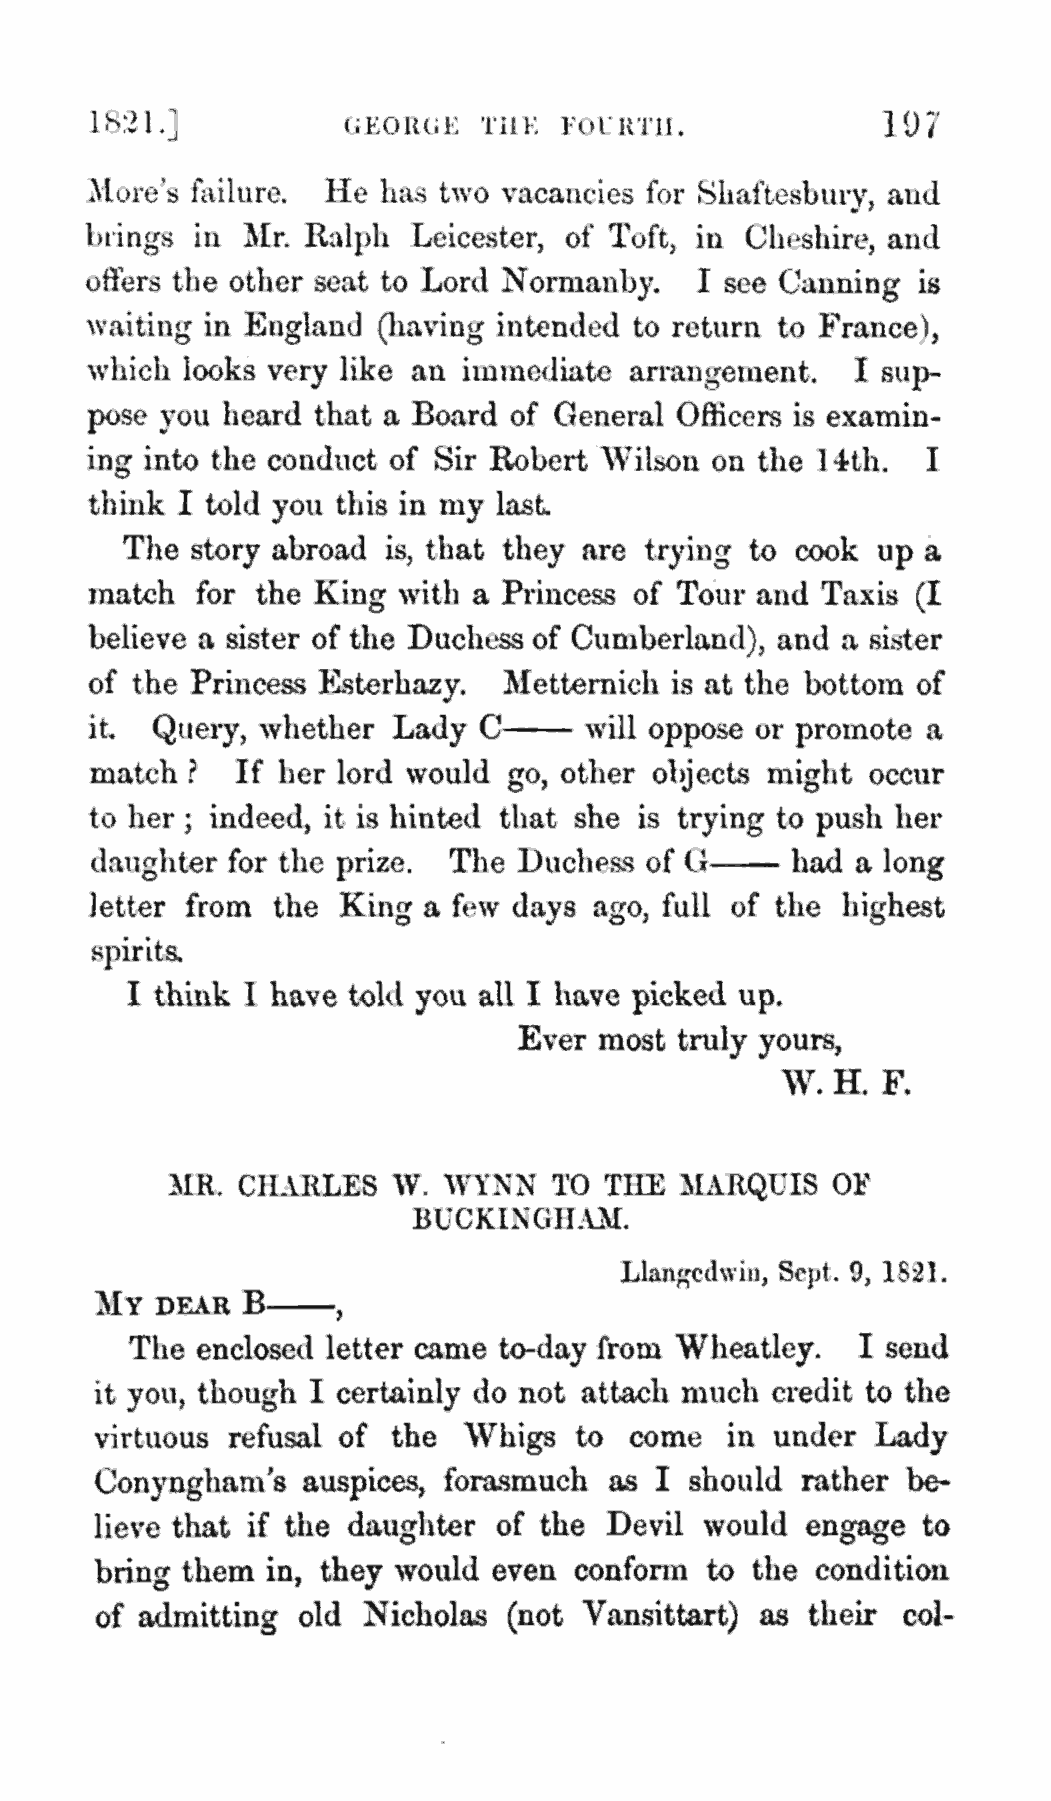 1821.] GEORGE THE FOURTH. 197
More's failure. He has two vacancies for Shaftesbury, and
brings in Mr. Ralph Leicester, of Toft, in Cheshire, and
offers the other seat to Lord Normanby. I see Canning is
waiting in England (having intended to return to France),
which looks very like an immediate arrangement. I sup-
pose you heard that a Board of General Officers is examin-
ing into the conduct of Sir Robert Wilson on the 14th. I
think I told you this in my last.
The story abroad is, that they are trying to cook up a
match for the King with a Princess of Tour and Taxis (I
believe a sister of the Duchess of Cumberland), and a sister
of the Princess Esterhazy. Metternich is at the bottom of
it. Query, whether Lady C—— will oppose or promote a
match ? If her lord would go, other objects might occur
to her ; indeed, it is hinted that she is trying to push her
daughter for the prize. The Duchess of G—— had a long
letter from the King a few days ago, full of the highest
spirits.
I think I have told you all I have picked up.
Ever most truly yours,
W. H. F.
MR. CHARLES W. WYNN TO THE MARQUIS OF
BUCKINGHAM.
Llangedwin, Sept. 9, 1821.
MY DEAR B——,
The enclosed letter came to-day from Wheatley. I send
it you, though I certainly do not attach much credit to the
virtuous refusal of the Whigs to come in under Lady
Conyngham's auspices, forasmuch as I should rather be-
lieve that if the daughter of the Devil would engage to
bring them in, they would even conform to the condition
of admitting old Nicholas (not Vansittart) as their col-